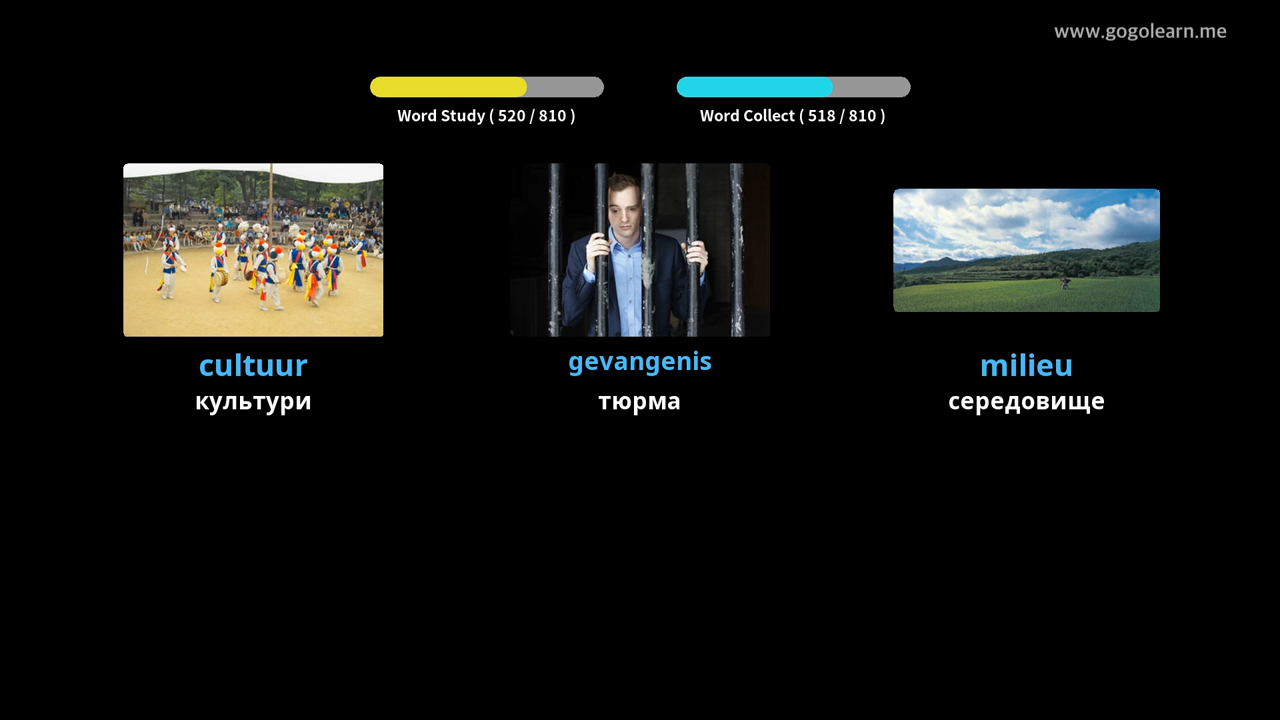 www.gogolearn.me
Word Study ( 520 / 810 )
Word Collect ( 518 / 810 )
cultuur
культури
gevangenis
тюрма
milieu
середовище